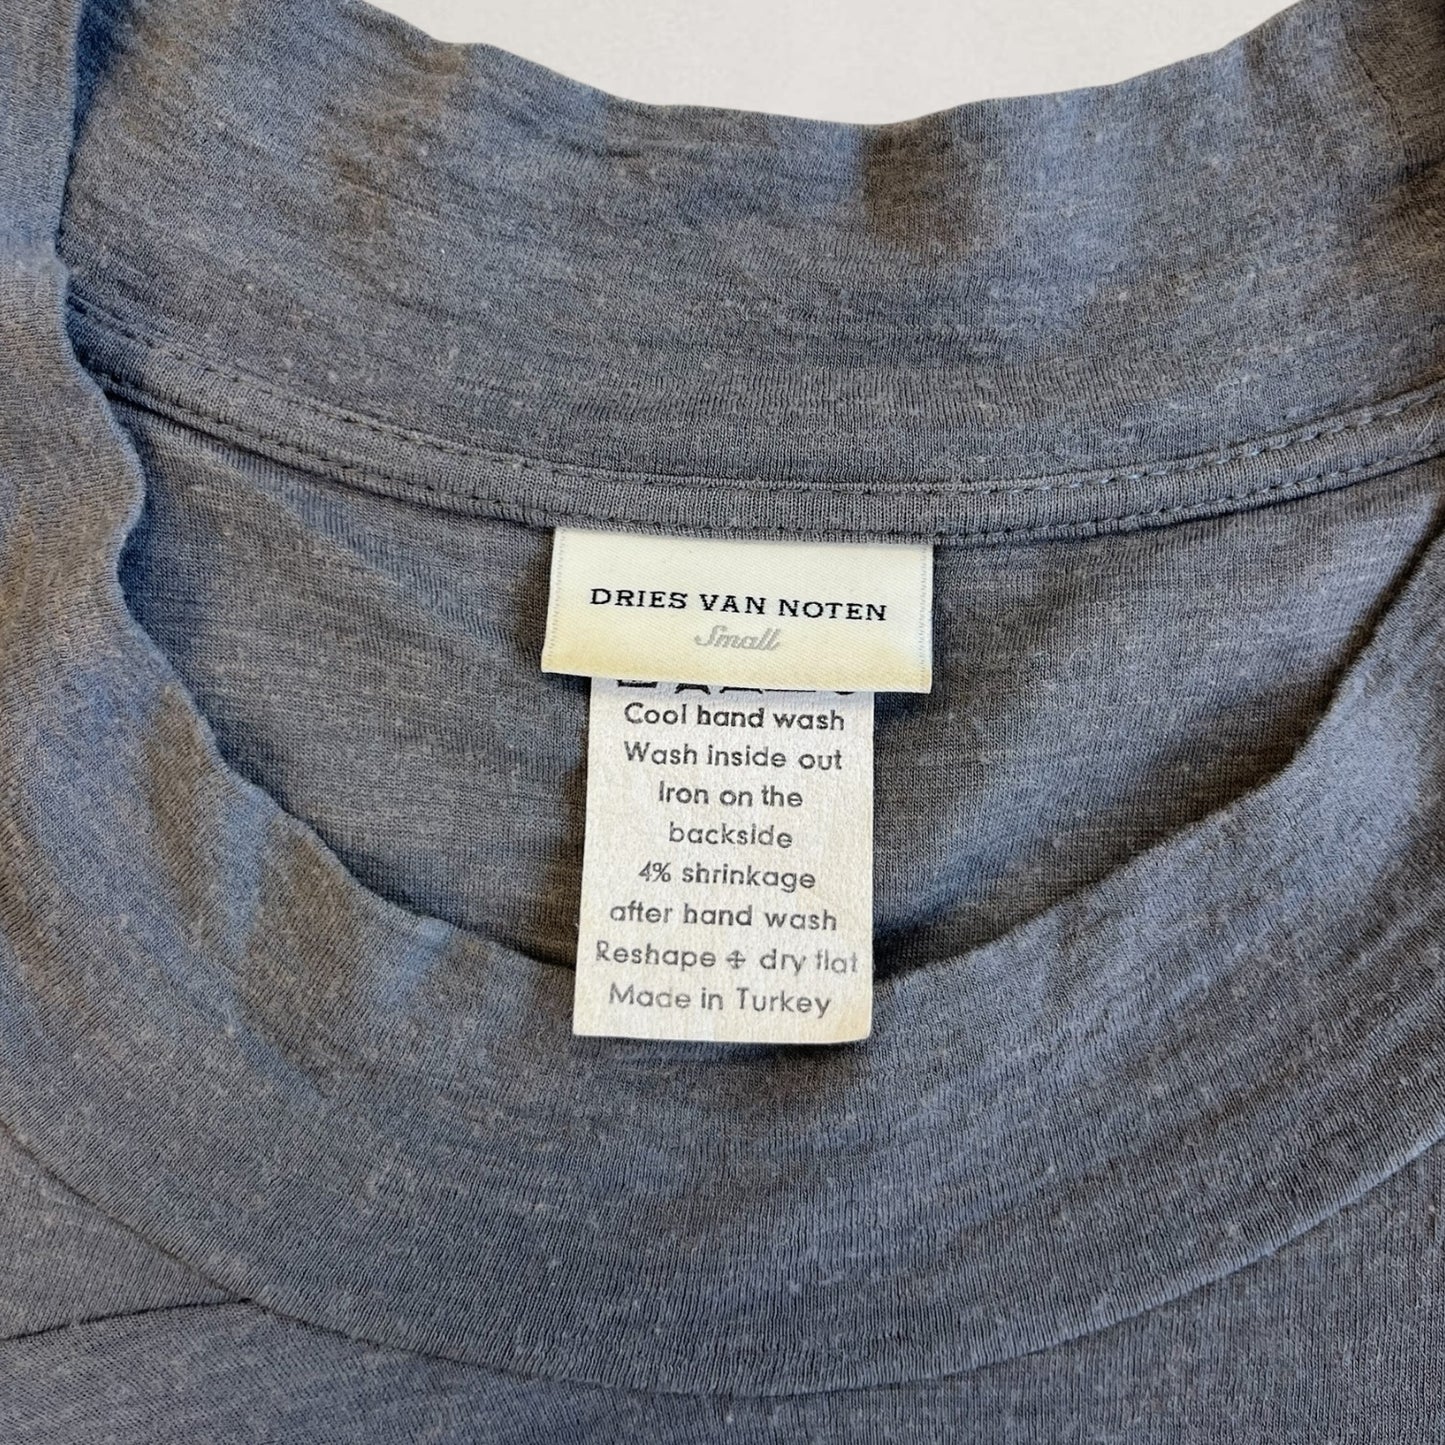 DRIES VAN NOTEN
Small
Cool hand wash
Wash inside out
Iron on the
backside
4% shrinkage
after hand wash
Reshape + dry flat
Made in Turkey